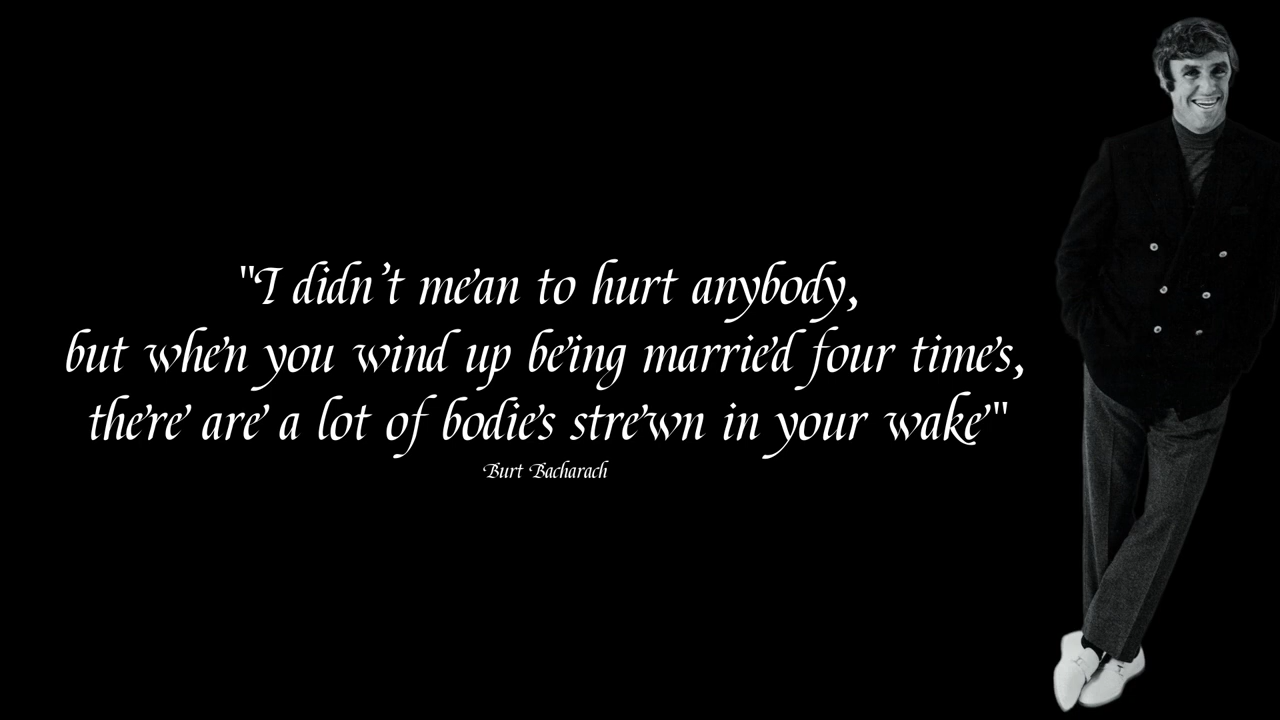 "I didn't mean to hurt anybody,
but when you wind up being married four times,
there are a lot of bodies strewn in your wake"
Burt Bacharach